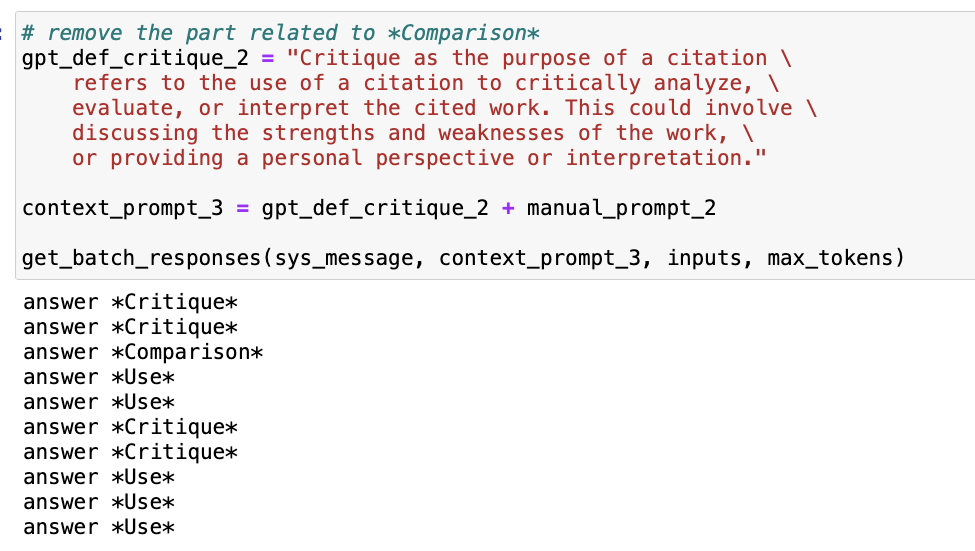 # remove the part related to *Comparison*
gpt_def_critique_2 = "Critique as the purpose of a citation \
    refers to the use of a citation to critically analyze, \
    evaluate, or interpret the cited work. This could involve \
    discussing the strengths and weaknesses of the work, \
    or providing a personal perspective or interpretation."
context_prompt_3 = gpt_def_critique_2 + manual_prompt_2
get_batch_responses(sys_message, context_prompt_3, inputs, max_tokens)
answer *Critique*
answer *Critique*
answer *Comparison*
answer *Use*
answer *Use*
answer *Critique*
answer *Critique*
answer *Use*
answer *Use*
answer *Use*